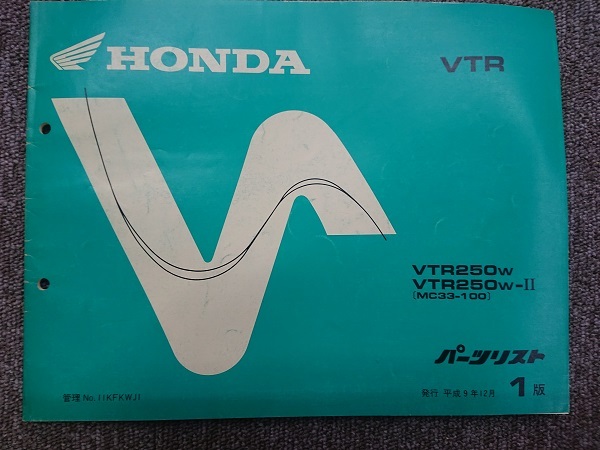 HONDA
VTR
VTR250W
VTR250W-II
(MC33-100)
パーツリスト
管理 No. 11KFKWJ1
発行 平成9年12月 1版